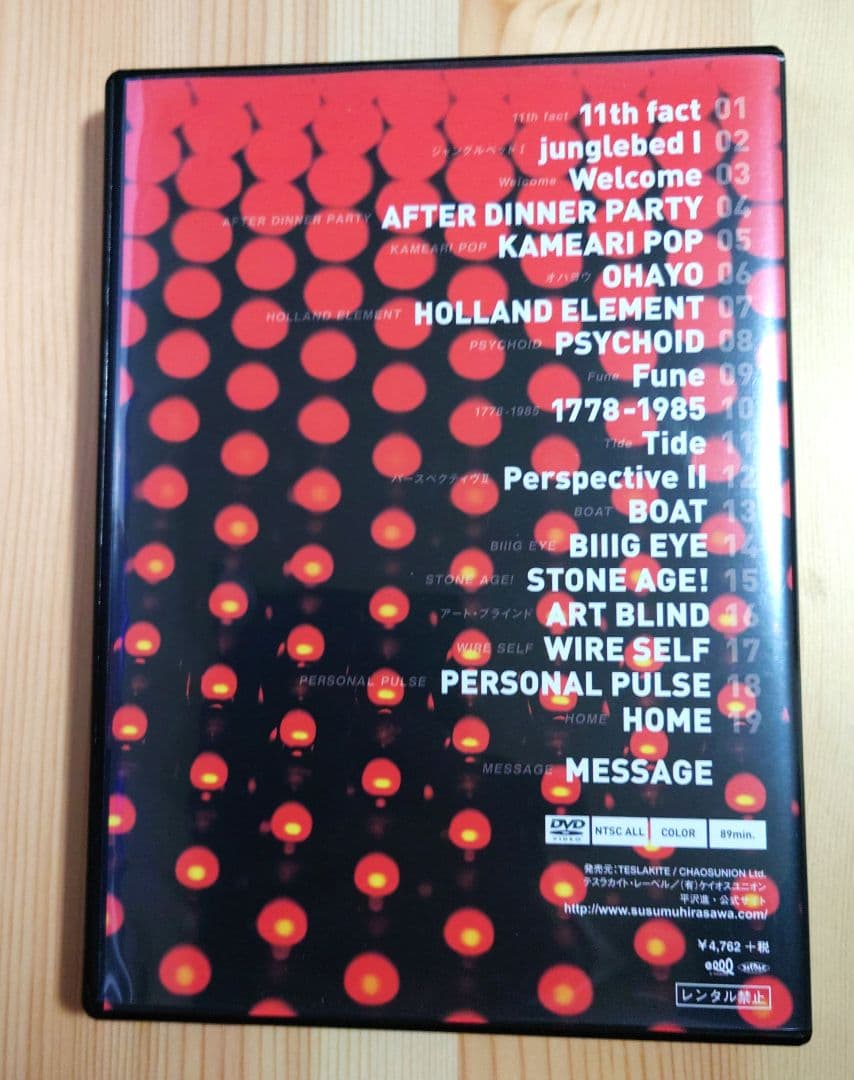 11th fact 11th fact 01
ジャングルベッドI junglebed I 02
Welcome Welcome 03
AFTER DINNER PARTY AFTER DINNER PARTY 04
KAMEARI POP KAMEARI POP 05
オハヨウ OHAYO 06
HOLLAND ELEMENT HOLLAND ELEMENT 07
PSYCHOID PSYCHOID 08
Fune Fune 09
1778-1985 1778-1985 10
Tide Tide 11
パースペクティヴII Perspective II 12
BOAT BOAT 13
BIIIG EYE BIIIG EYE 14
STONE AGE! STONE AGE! 15
アート・ブラインド ART BLIND 16
WIRE SELF WIRE SELF 17
PERSONAL PULSE PERSONAL PULSE 18
HOME HOME 19
MESSAGE MESSAGE
DVD VIDEO NTSC ALL COLOR 89min.
発売元：TESLAKITE / CHAOSUNION Ltd.
テスラカイト・レーベル／(有)ケイオスユニオン
平沢進・公式サイト
http://www.susumuhirasawa.com/
￥4,762 +税
レンタル禁止